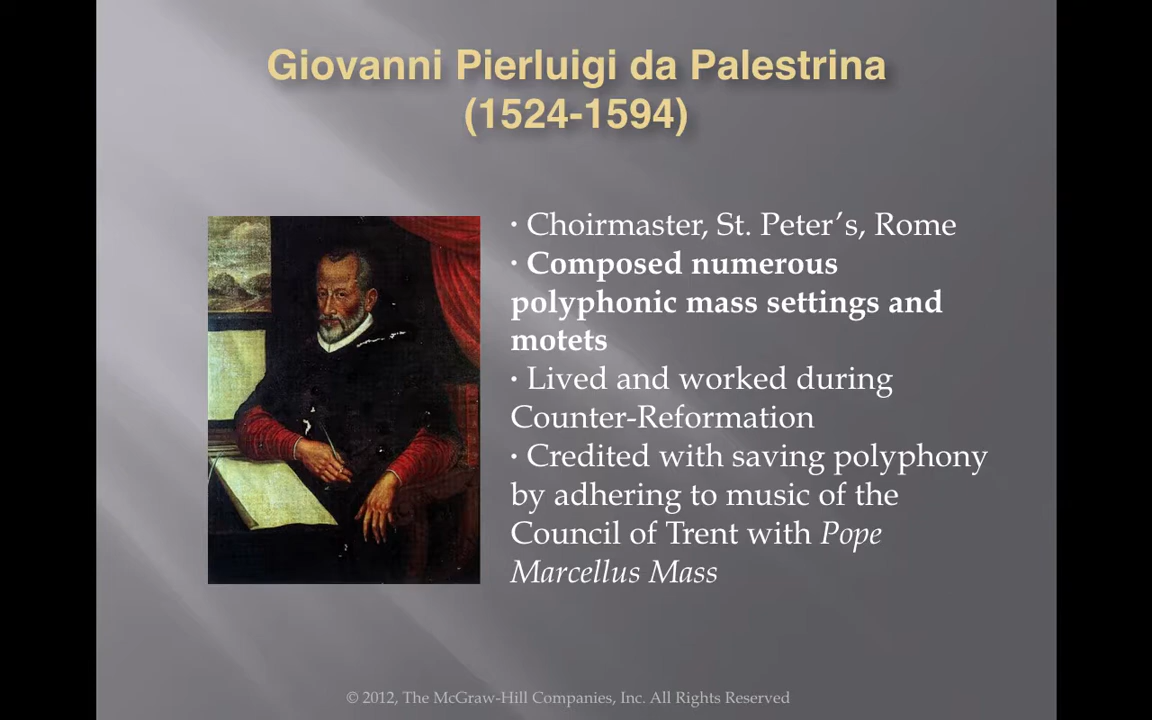 Giovanni Pierluigi da Palestrina
(1524-1594)
· Choirmaster, St. Peter’s, Rome
· Composed numerous
polyphonic mass settings and
motets
· Lived and worked during
Counter-Reformation
· Credited with saving polyphony
by adhering to music of the
Council of Trent with Pope
Marcellus Mass
© 2012, The McGraw-Hill Companies, Inc. All Rights Reserved